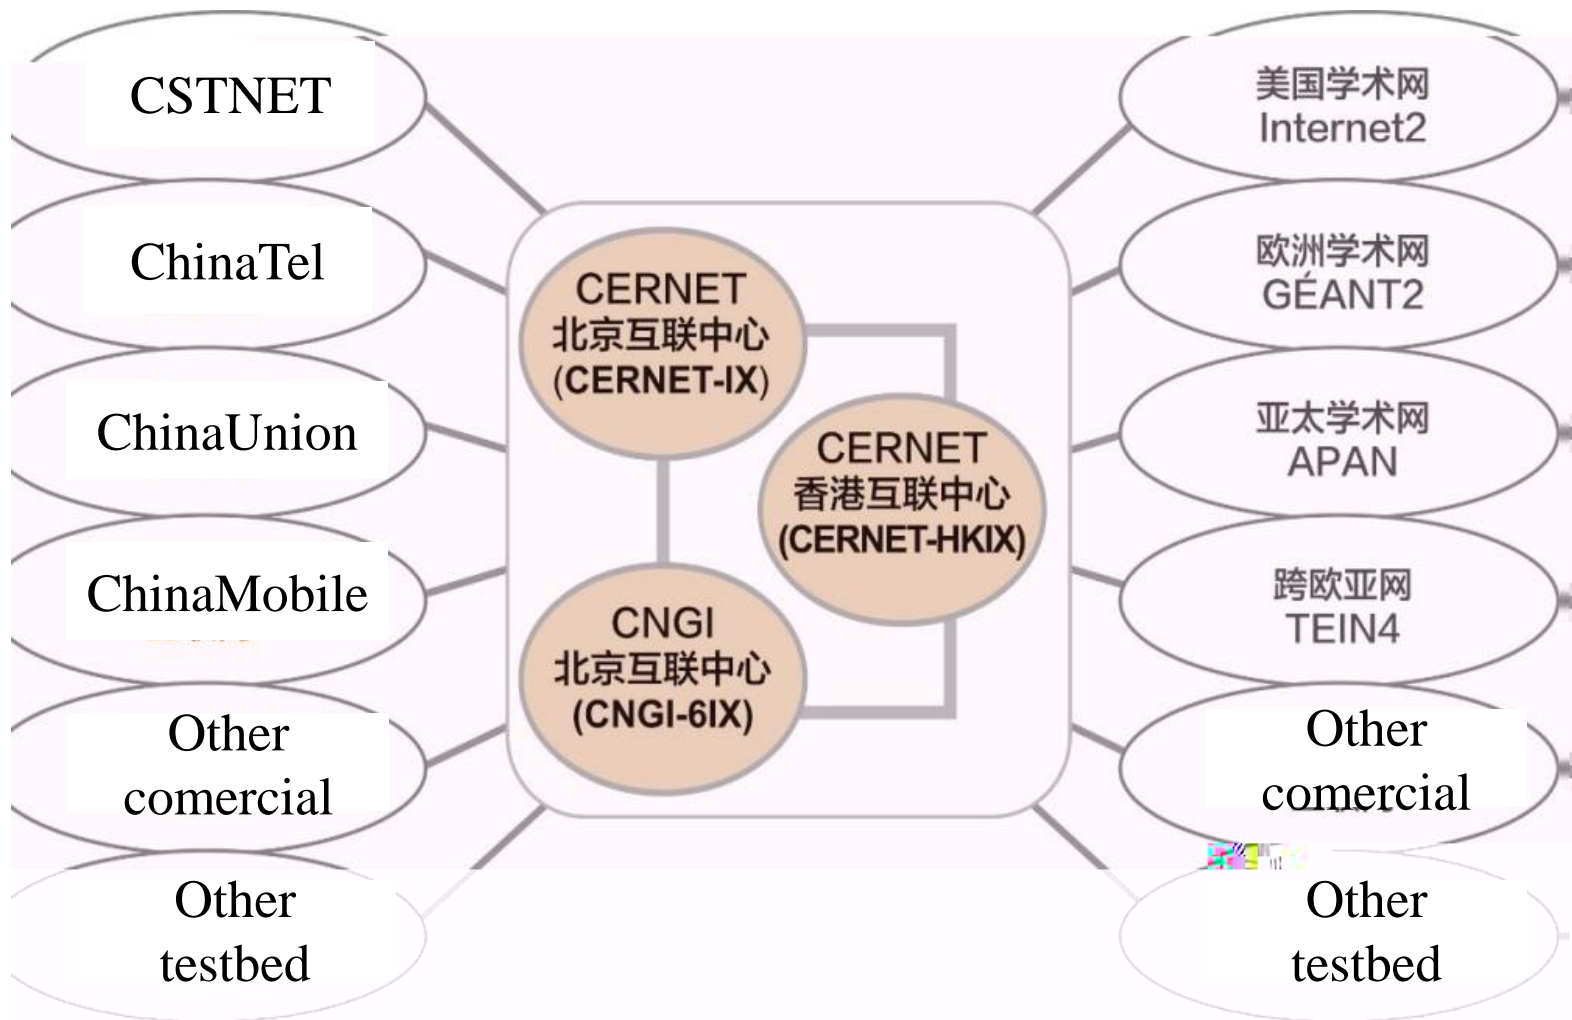 CSTNET
ChinaTel
ChinaUnion
ChinaMobile
Other
comercial
Other
testbed
CERNET
北京互联中心
(CERNET-IX)
CERNET
香港互联中心
(CERNET-HKIX)
CNGI
北京互联中心
(CNGI-6IX)
美国学术网
Internet2
欧洲学术网
GÉANT2
亚太学术网
APAN
跨欧亚网
TEIN4
Other
comercial
Other
testbed